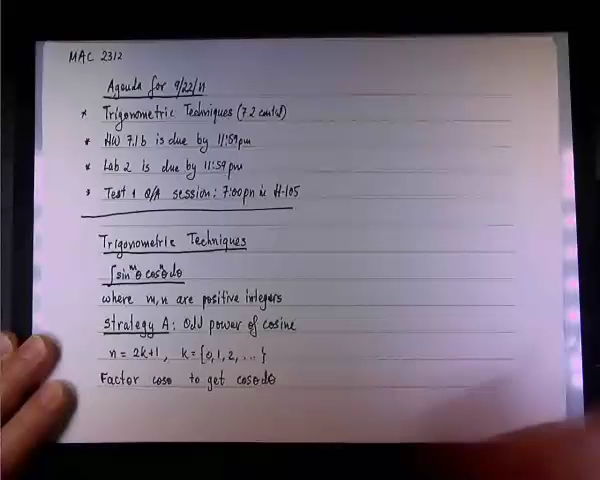 MAC 2312
Agenda for 9/22/11
* Trigonometric Techniques (7.2 cont'd)
* HW 7.1b is due by 11:59pm
* Lab 2 is due by 11:59pm
* Test 1 Q/A session: 7:00pm in H-105
Trigonometric Techniques
∫sin^mθ cos^nθ dθ
where m,n are positive integers
Strategy A: Odd power of cosine
n = 2k+1, k = {0,1,2,...}
Factor cosθ to get cosθdθ